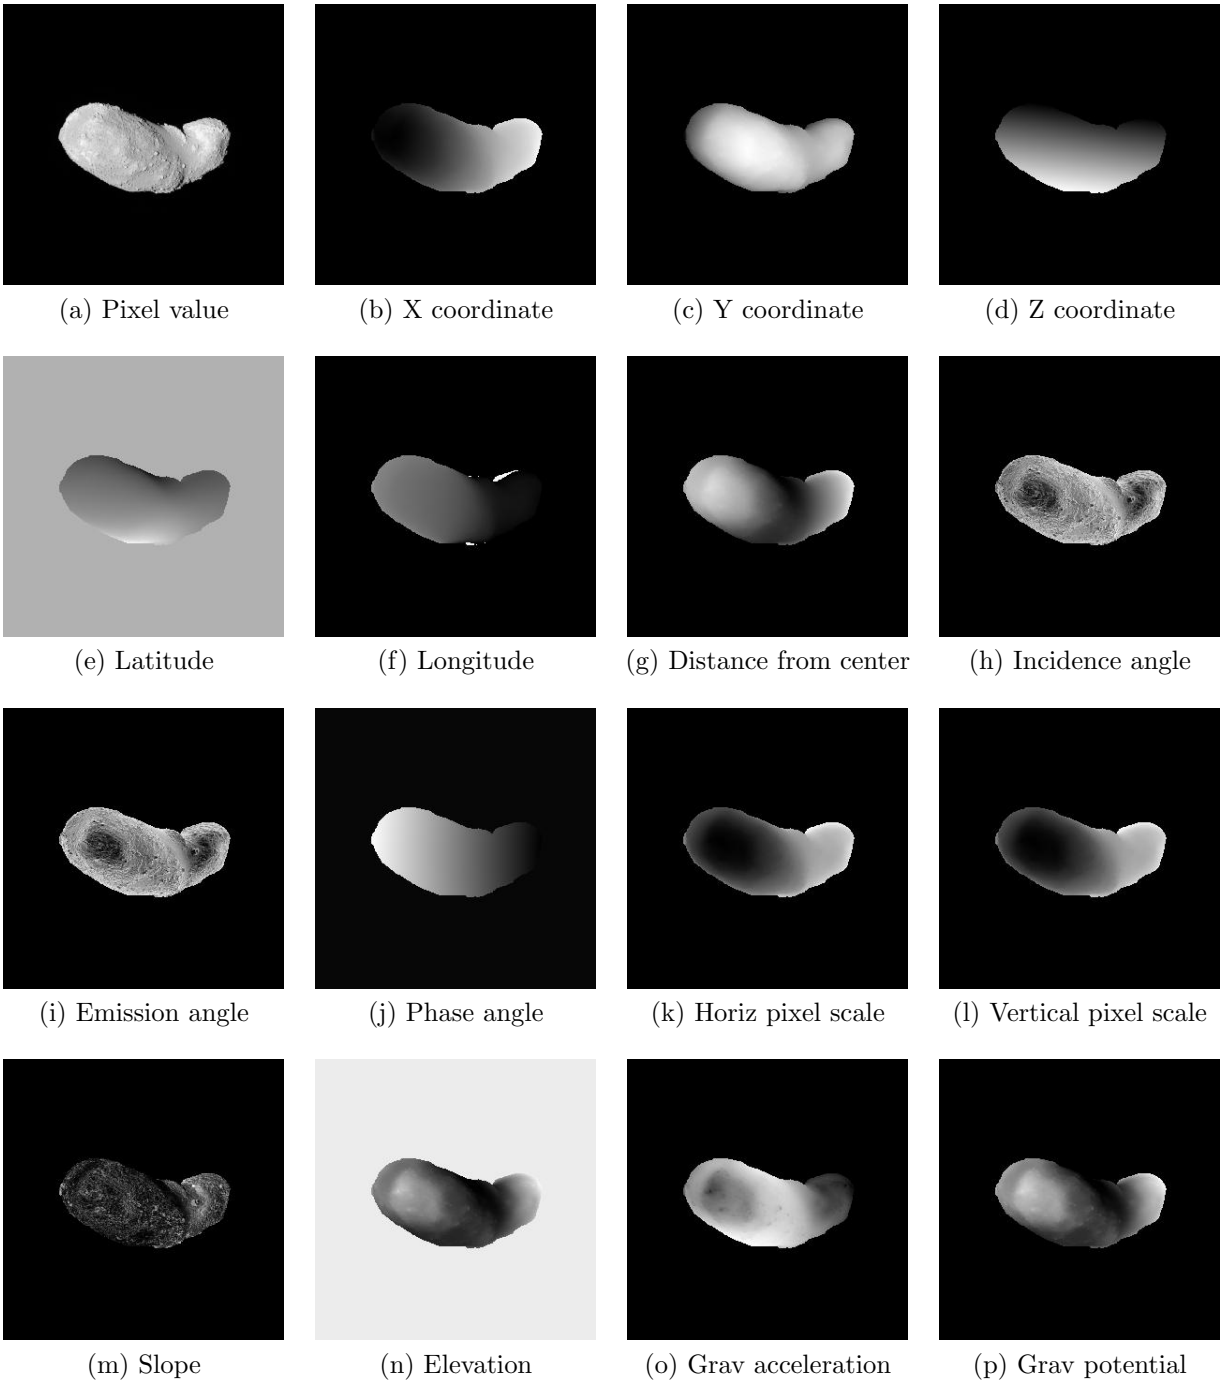 (a) Pixel value
(b) X coordinate
(c) Y coordinate
(d) Z coordinate
(e) Latitude
(f) Longitude
(g) Distance from center
(h) Incidence angle
(i) Emission angle
(j) Phase angle
(k) Horiz pixel scale
(l) Vertical pixel scale
(m) Slope
(n) Elevation
(o) Grav acceleration
(p) Grav potential